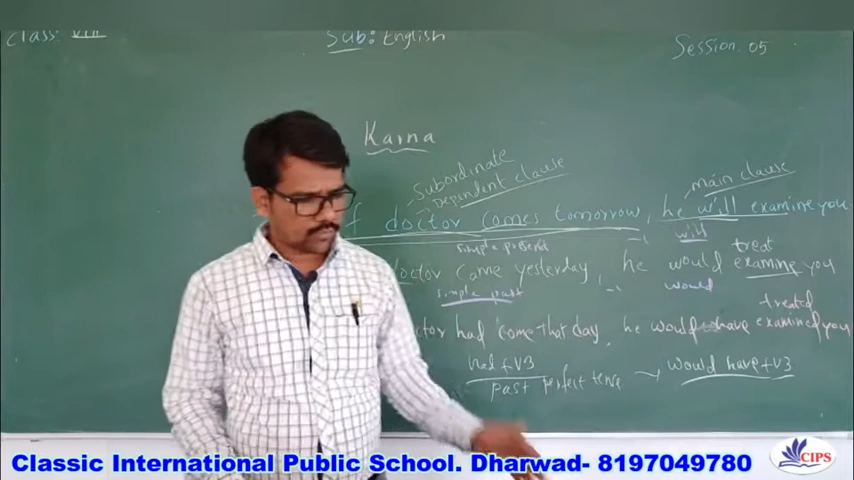 Class: VIII Sub: English Session. 05
Karna
Subordinate
Dependent clause main clause
f doctor comes tomorrow, he will examine you
simple present will treat
doctor came yesterday, he would examine you
simple past would treated
ctor had come that day, he would have examined you
had + V3 would have + V3
past perfect tense
Classic International Public School. Dharwad- 8197049780
CIPS